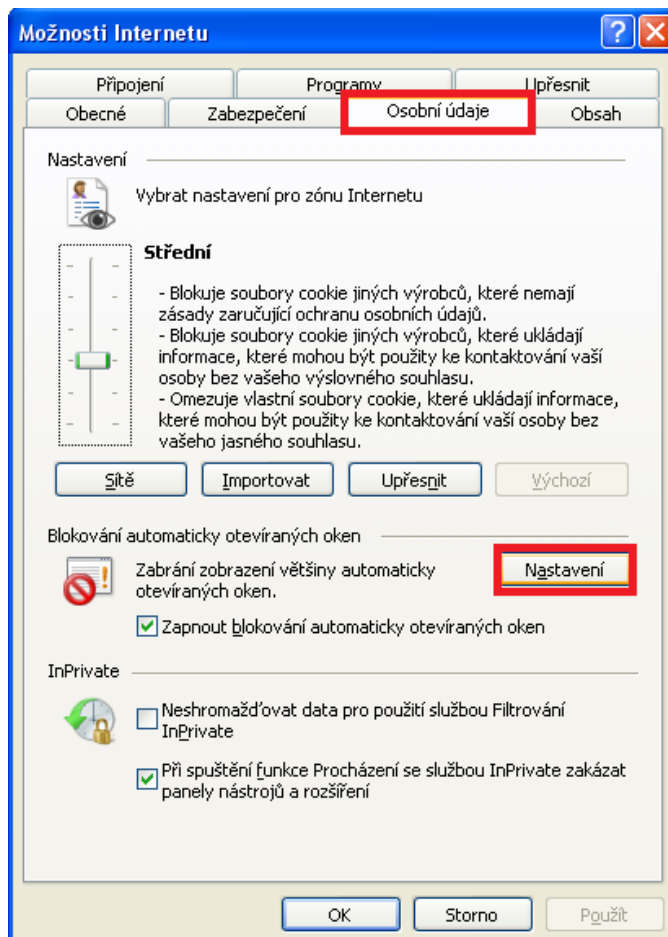 Možnosti Internetu
Připojení Programy Upřesnit
Obecné Zabezpečení Osobní údaje Obsah
Nastavení
Vybrat nastavení pro zónu Internetu
Střední
- Blokuje soubory cookie jiných výrobců, které nemají
zásady zaručující ochranu osobních údajů.
- Blokuje soubory cookie jiných výrobců, které ukládají
informace, které mohou být použity ke kontaktování vaší
osoby bez vašeho výslovného souhlasu.
- Omezuje vlastní soubory cookie, které ukládají informace,
které mohou být použity ke kontaktování vaší osoby bez
vašeho jasného souhlasu.
Sítě Importovat Upřesnit Výchozí
Blokování automaticky otevíraných oken
Zabrání zobrazení většiny automaticky
otevíraných oken.
Nastavení
Zapnout blokování automaticky otevíraných oken
InPrivate
Neshromažďovat data pro použití službou Filtrování
InPrivate
Při spuštění funkce Procházení se službou InPrivate zakázat
panely nástrojů a rozšíření
OK Storno Použít